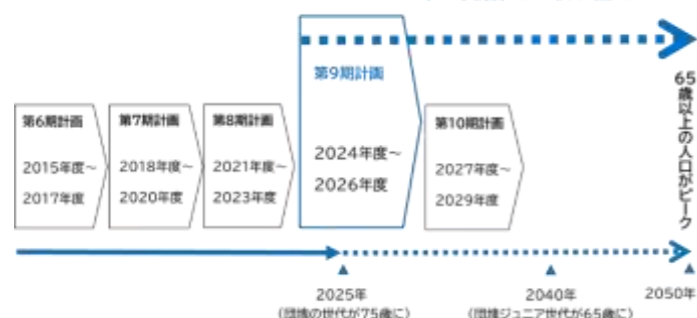 第9期計画
第6期計画
第7期計画
第8期計画
第10期計画
2015年度~
2017年度
2018年度~
2020年度
2021年度~
2023年度
2024年度~
2026年度
2027年度~
2029年度
65歳以上の人口がピーク
2025年
(団塊の世代が75歳に)
2040年
(団塊ジュニア世代が65歳に)
2050年